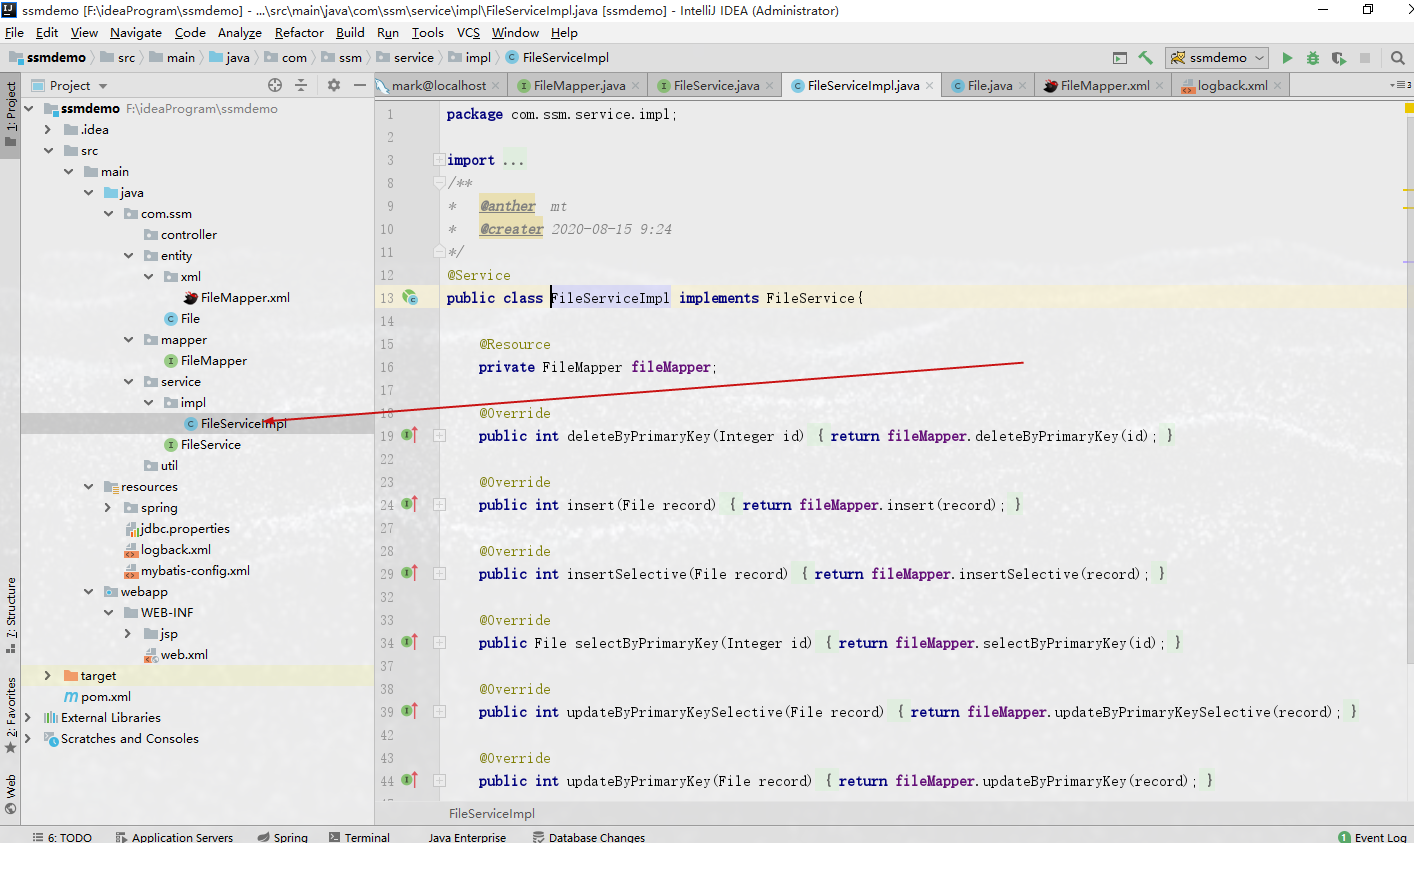 ssmdemo [F:\ideaProgram\ssmdemo] - ...\src\main\java\com\ssm\service\impl\FileServiceImpl.java [ssmdemo] - IntelliJ IDEA (Administrator)
File Edit View Navigate Code Analyze Refactor Build Run Tools VCS Window Help
ssmdemo src main java com ssm service impl FileServiceImpl ssmdemo
Project mark@localhost FileMapper.java FileService.java FileServiceImpl.java File.java FileMapper.xml logback.xml 3
1: Project
7: Structure
2: Favorites
Web
ssmdemo F:\ideaProgram\ssmdemo
.idea
src
main
java
com.ssm
controller
entity
xml
FileMapper.xml
File
mapper
FileMapper
service
impl
FileServiceImpl
FileService
util
resources
spring
jdbc.properties
logback.xml
mybatis-config.xml
webapp
WEB-INF
jsp
web.xml
target
pom.xml
External Libraries
Scratches and Consoles
1 package com.ssm.service.impl;
2
3 import ...
8 /**
9 * @anther mt
10 * @creater 2020-08-15 9:24
11 */
12 @Service
13 public class FileServiceImpl implements FileService{
14
15 @Resource
16 private FileMapper fileMapper;
17
18 @Override
19 public int deleteByPrimaryKey(Integer id) { return fileMapper.deleteByPrimaryKey(id); }
22
23 @Override
24 public int insert(File record) { return fileMapper.insert(record); }
27
28 @Override
29 public int insertSelective(File record) { return fileMapper.insertSelective(record); }
32
33 @Override
34 public File selectByPrimaryKey(Integer id) { return fileMapper.selectByPrimaryKey(id); }
37
38 @Override
39 public int updateByPrimaryKeySelective(File record) { return fileMapper.updateByPrimaryKeySelective(record); }
42
43 @Override
44 public int updateByPrimaryKey(File record) { return fileMapper.updateByPrimaryKey(record); }
FileServiceImpl
6: TODO Application Servers Spring Terminal Java Enterprise Database Changes 1 Event Log